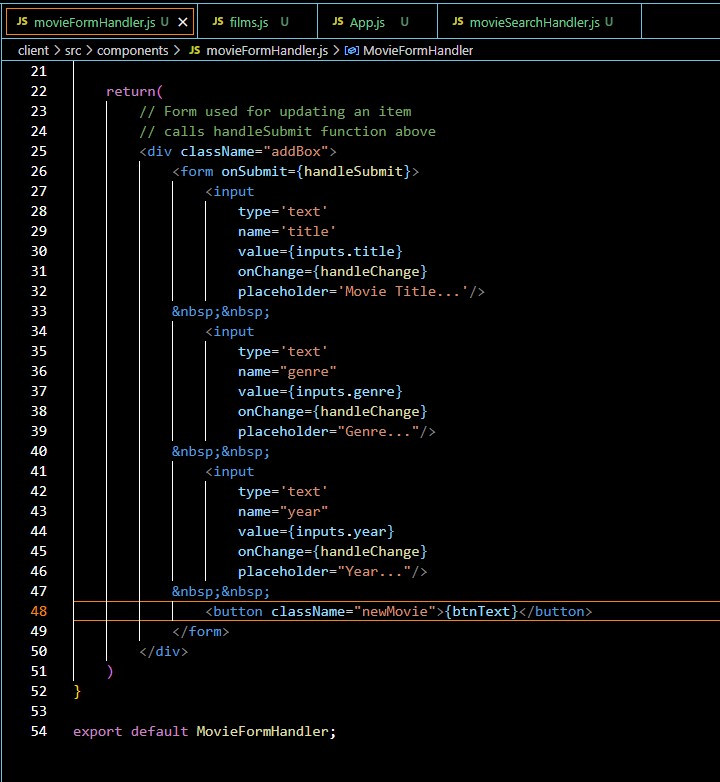 JS movieFormHandler.js U × JS films.js U JS App.js U JS movieSearchHandler.js U
client > src > components > JS movieFormHandler.js > MovieFormHandler
21
22     return(
23         // Form used for updating an item
24         // calls handleSubmit function above
25         <div className="addBox">
26             <form onSubmit={handleSubmit}>
27                 <input
28                     type='text'
29                     name='title'
30                     value={inputs.title}
31                     onChange={handleChange}
32                     placeholder='Movie Title...'/>
33             &nbsp;&nbsp;
34                 <input
35                     type='text'
36                     name="genre"
37                     value={inputs.genre}
38                     onChange={handleChange}
39                     placeholder="Genre..."/>
40             &nbsp;&nbsp;
41                 <input
42                     type='text'
43                     name="year"
44                     value={inputs.year}
45                     onChange={handleChange}
46                     placeholder="Year..."/>
47             &nbsp;&nbsp;
48                 <button className="newMovie">{btnText}</button>
49             </form>
50         </div>
51     )
52 }
53
54 export default MovieFormHandler;